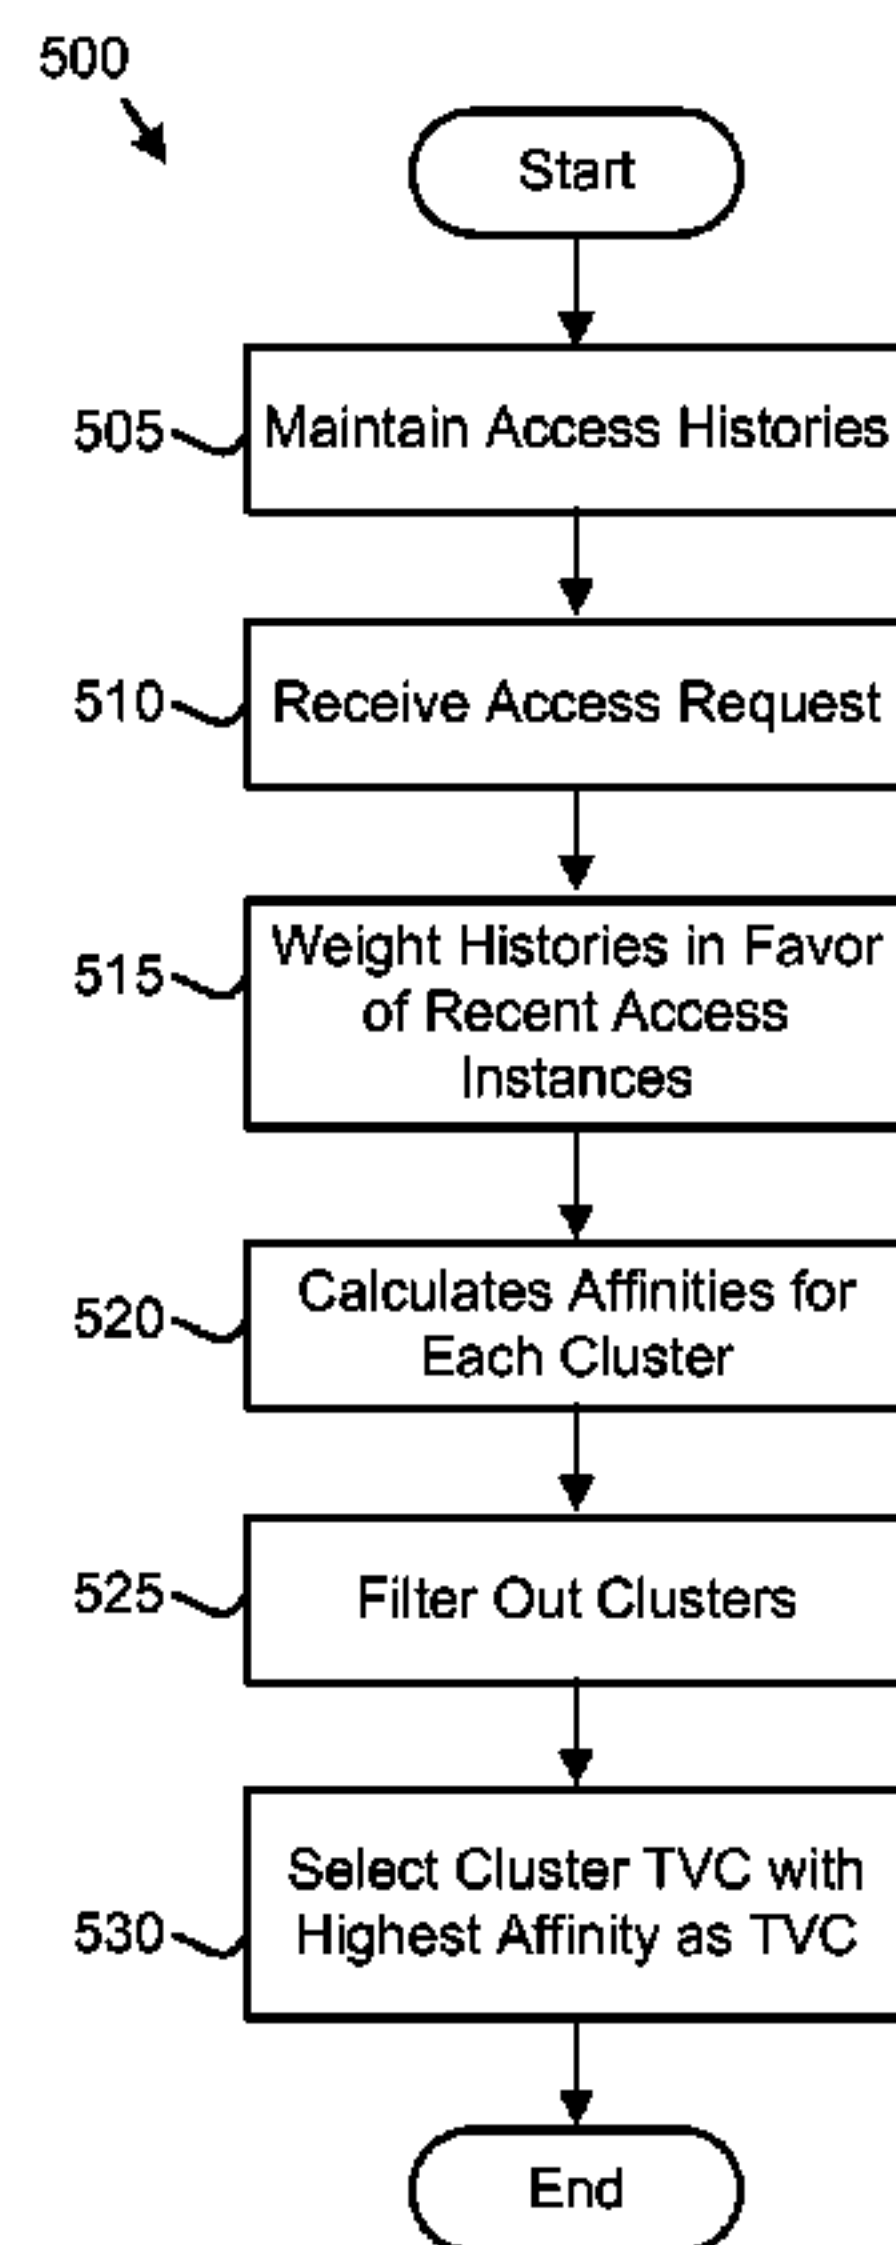 500
Start
505
Maintain Access Histories
510
Receive Access Request
515
Weight Histories in Favor
of Recent Access
Instances
520
Calculates Affinities for
Each Cluster
525
Filter Out Clusters
530
Select Cluster TVC with
Highest Affinity as TVC
End